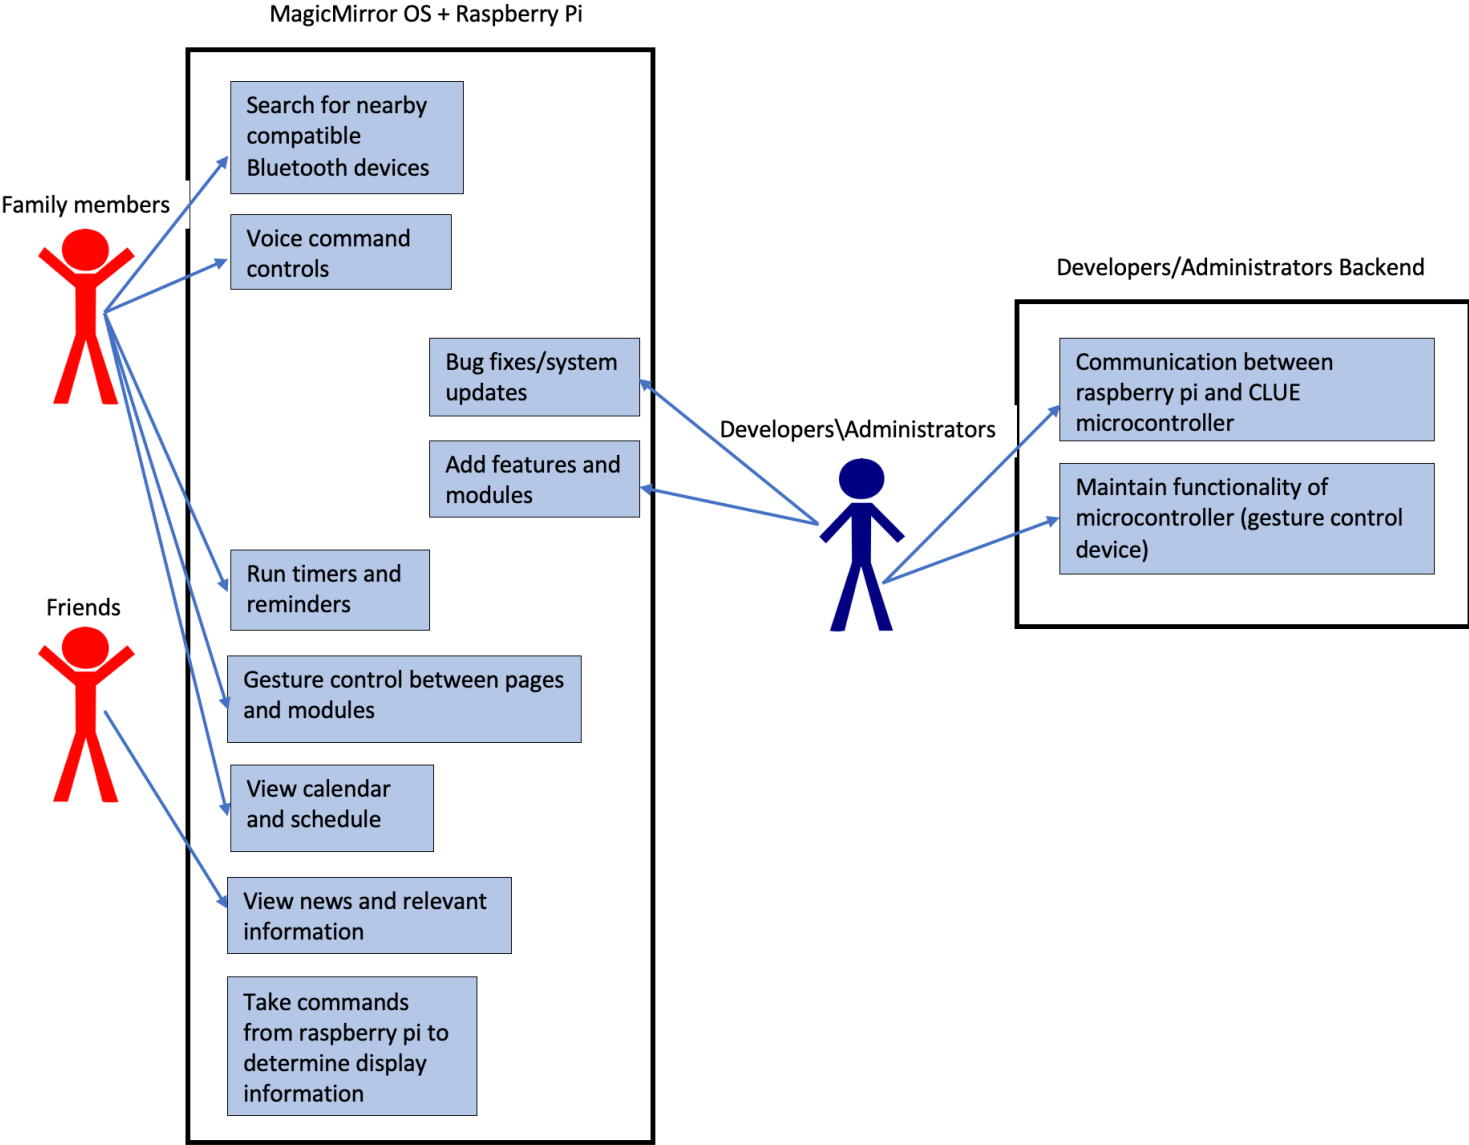 MagicMirror OS + Raspberry Pi
Search for nearby
compatible
Bluetooth devices
Family members
Voice command
controls
Developers/Administrators Backend
Bug fixes/system
updates
Communication between
raspberry pi and CLUE
microcontroller
Developers\Administrators
Add features and
modules
Maintain functionality of
microcontroller (gesture control
device)
Run timers and
reminders
Friends
Gesture control between pages
and modules
View calendar
and schedule
View news and relevant
information
Take commands
from raspberry pi to
determine display
information